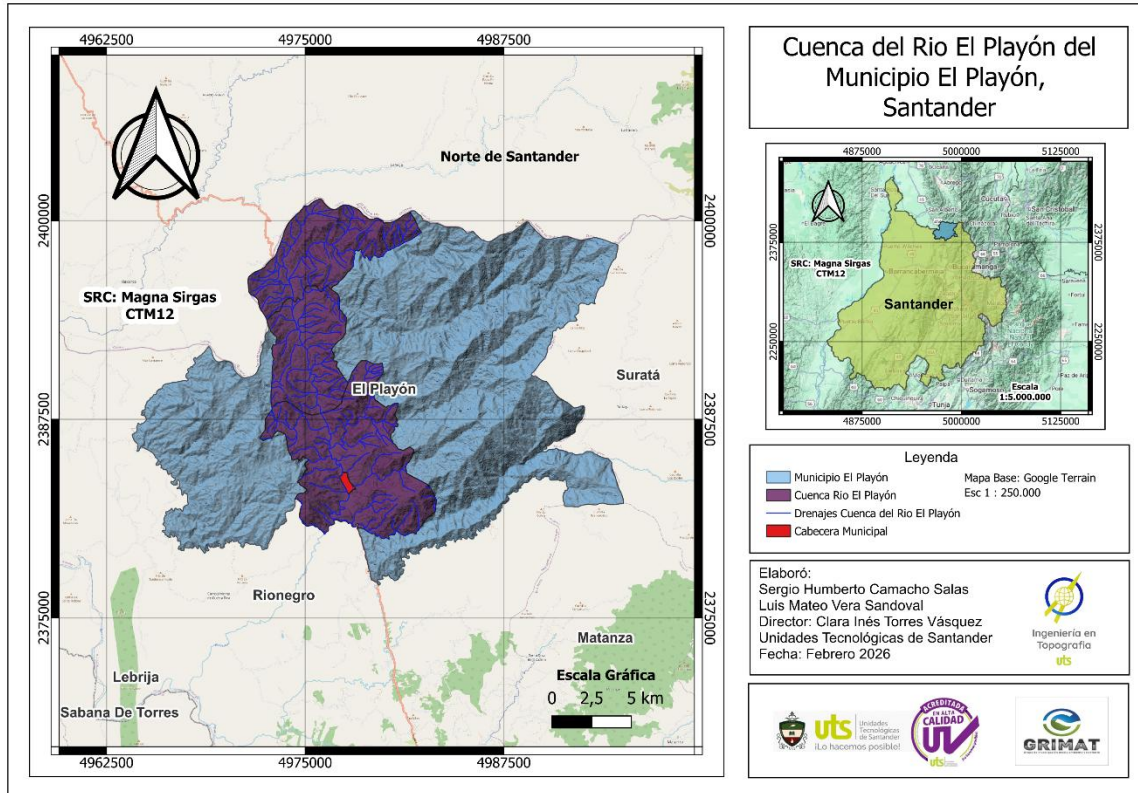 4962500
4975000
4987500
2400000
2387500
2375000
2400000
2387500
2375000
Norte de Santander
SRC: Magna Sirgas
CTM12
El Playón
Suratá
Rionegro
Matanza
Lebrija
Sabana De Torres
Escala Gráfica
0 2,5 5 km
4962500
4975000
4987500
Cuenca del Rio El Playón del
Municipio El Playón,
Santander
4875000
5000000
5125000
2375000
2250000
2375000
2250000
SRC: Magna Sirgas
CTM12
Santander
Cúcuta
Tunja
Escala
1:5.000.000
4875000
5000000
5125000
Leyenda
Municipio El Playón
Cuenca Rio El Playón
Drenajes Cuenca del Rio El Playón
Cabecera Municipal
Mapa Base: Google Terrain
Esc 1 : 250.000
Elaboró:
Sergio Humberto Camacho Salas
Luis Mateo Vera Sandoval
Director: Clara Inés Torres Vásquez
Unidades Tecnológicas de Santander
Fecha: Febrero 2026
Ingeniería en
Topografía
uts
uts
Unidades
Tecnológicas
de Santander
¡Lo hacemos posible!
ACREDITADA
EN ALTA
CALIDAD
uts
GRIMAT